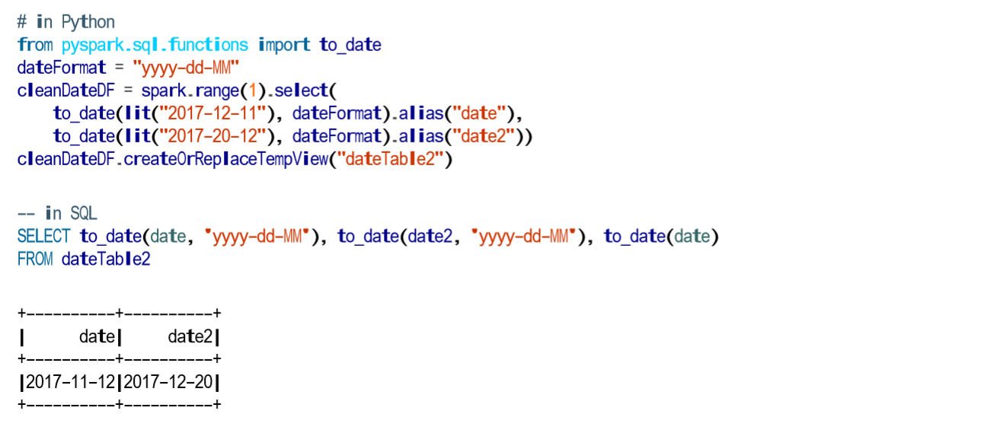 # in Python
from pyspark.sql.functions import to_date
dateFormat = "yyyy-dd-MM"
cleanDateDF = spark.range(1).select(
    to_date(lit("2017-12-11"), dateFormat).alias("date"),
    to_date(lit("2017-20-12"), dateFormat).alias("date2"))
cleanDateDF.createOrReplaceTempView("dateTable2")
-- in SQL
SELECT to_date(date, 'yyyy-dd-MM'), to_date(date2, 'yyyy-dd-MM'), to_date(date)
FROM dateTable2
+----------+----------+
|      date|     date2|
+----------+----------+
|2017-11-12|2017-12-20|
+----------+----------+